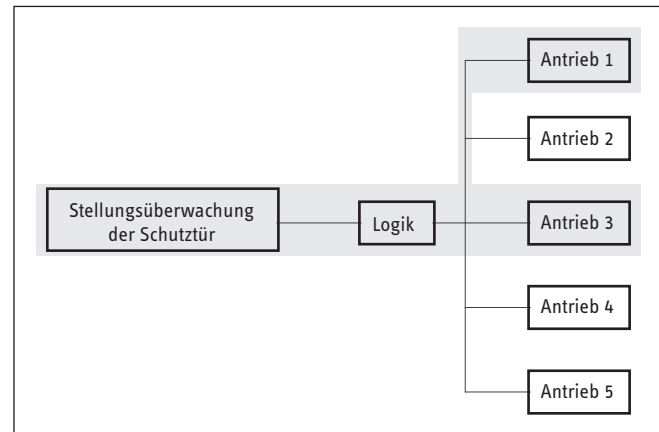 Antrieb 1
Antrieb 2
Stellungsüberwachung
der Schutztür
Logik
Antrieb 3
Antrieb 4
Antrieb 5